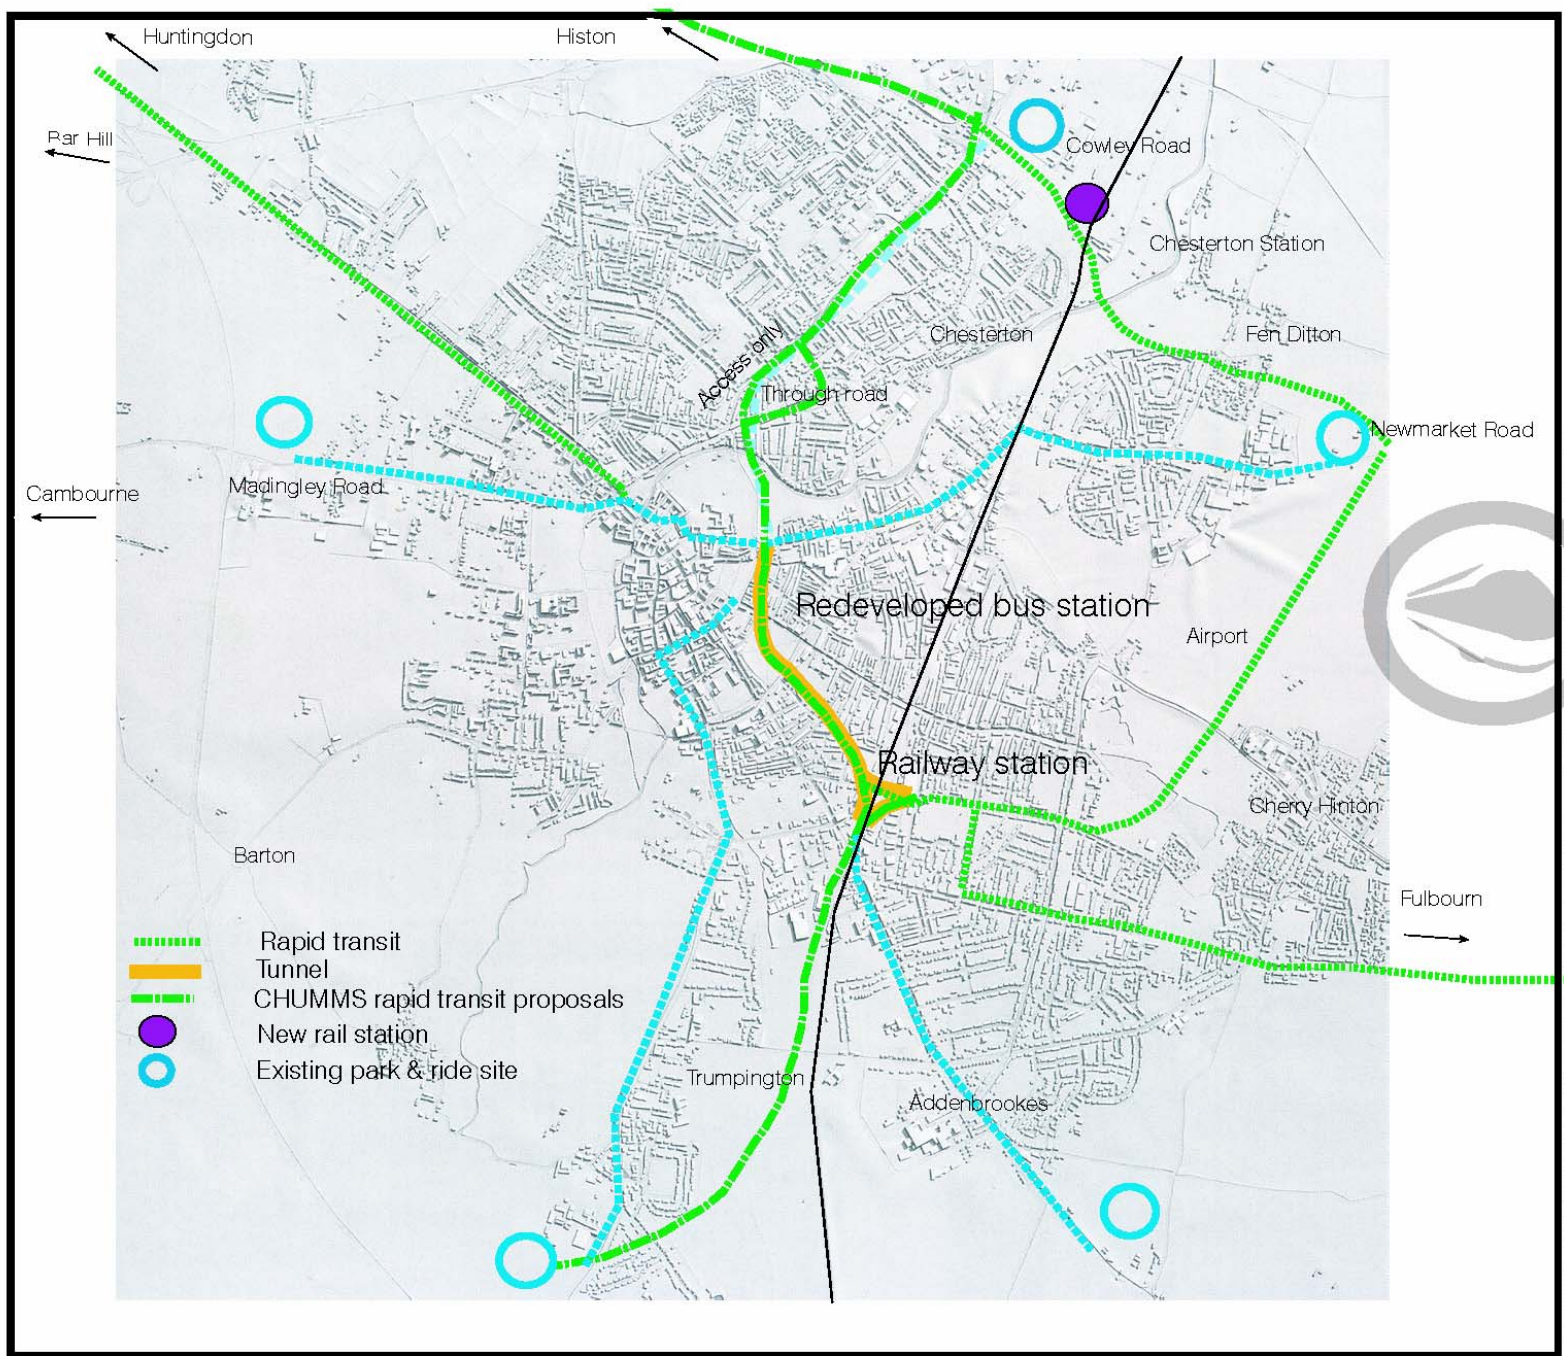 Huntingdon
Histon
Bar Hill
Cowley Road
Chesterton Station
Chesterton
Fen Ditton
Access only
Through road
Newmarket Road
Madingley Road
Cambourne
Redeveloped bus station
Airport
Railway station
Cherry Hinton
Barton
Fulbourn
Rapid transit
Tunnel
CHUMMS rapid transit proposals
New rail station
Existing park & ride site
Trumpington
Addenbrookes